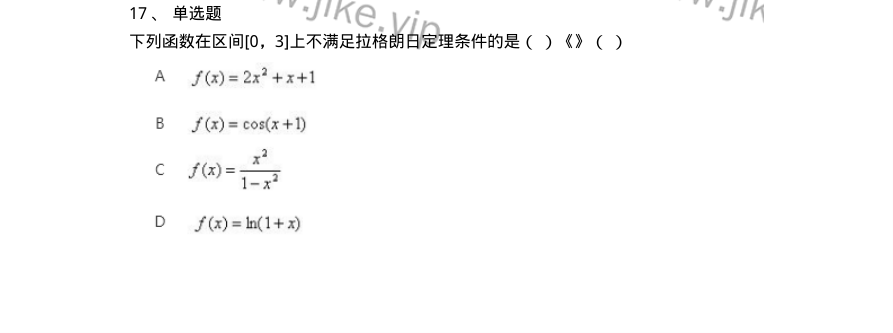 17 、 单选题
下列函数在区间[0，3]上不满足拉格朗日定理条件的是（ ）《》（ ）
A f(x) = 2x² + x+1
B f(x) = cos(x+1)
C f(x) = x²/(1−x²)
D f(x) = ln(1+x)